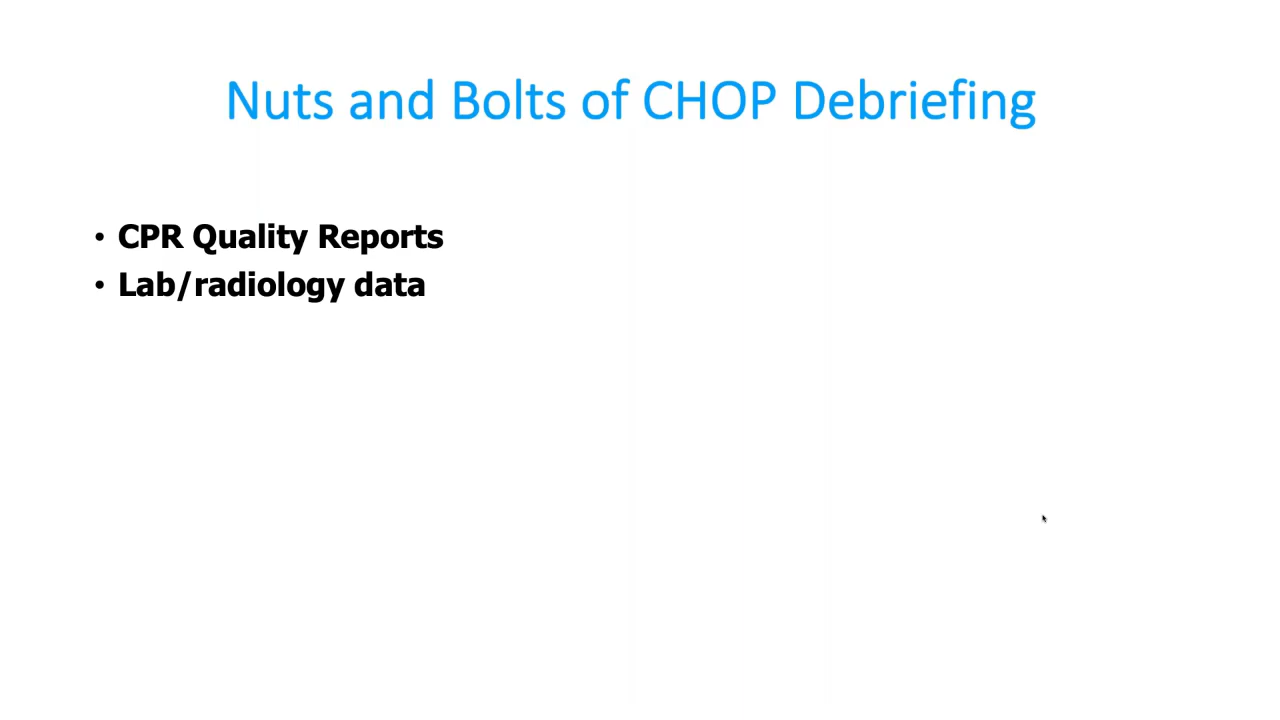 Nuts and Bolts of CHOP Debriefing
• CPR Quality Reports
• Lab/radiology data